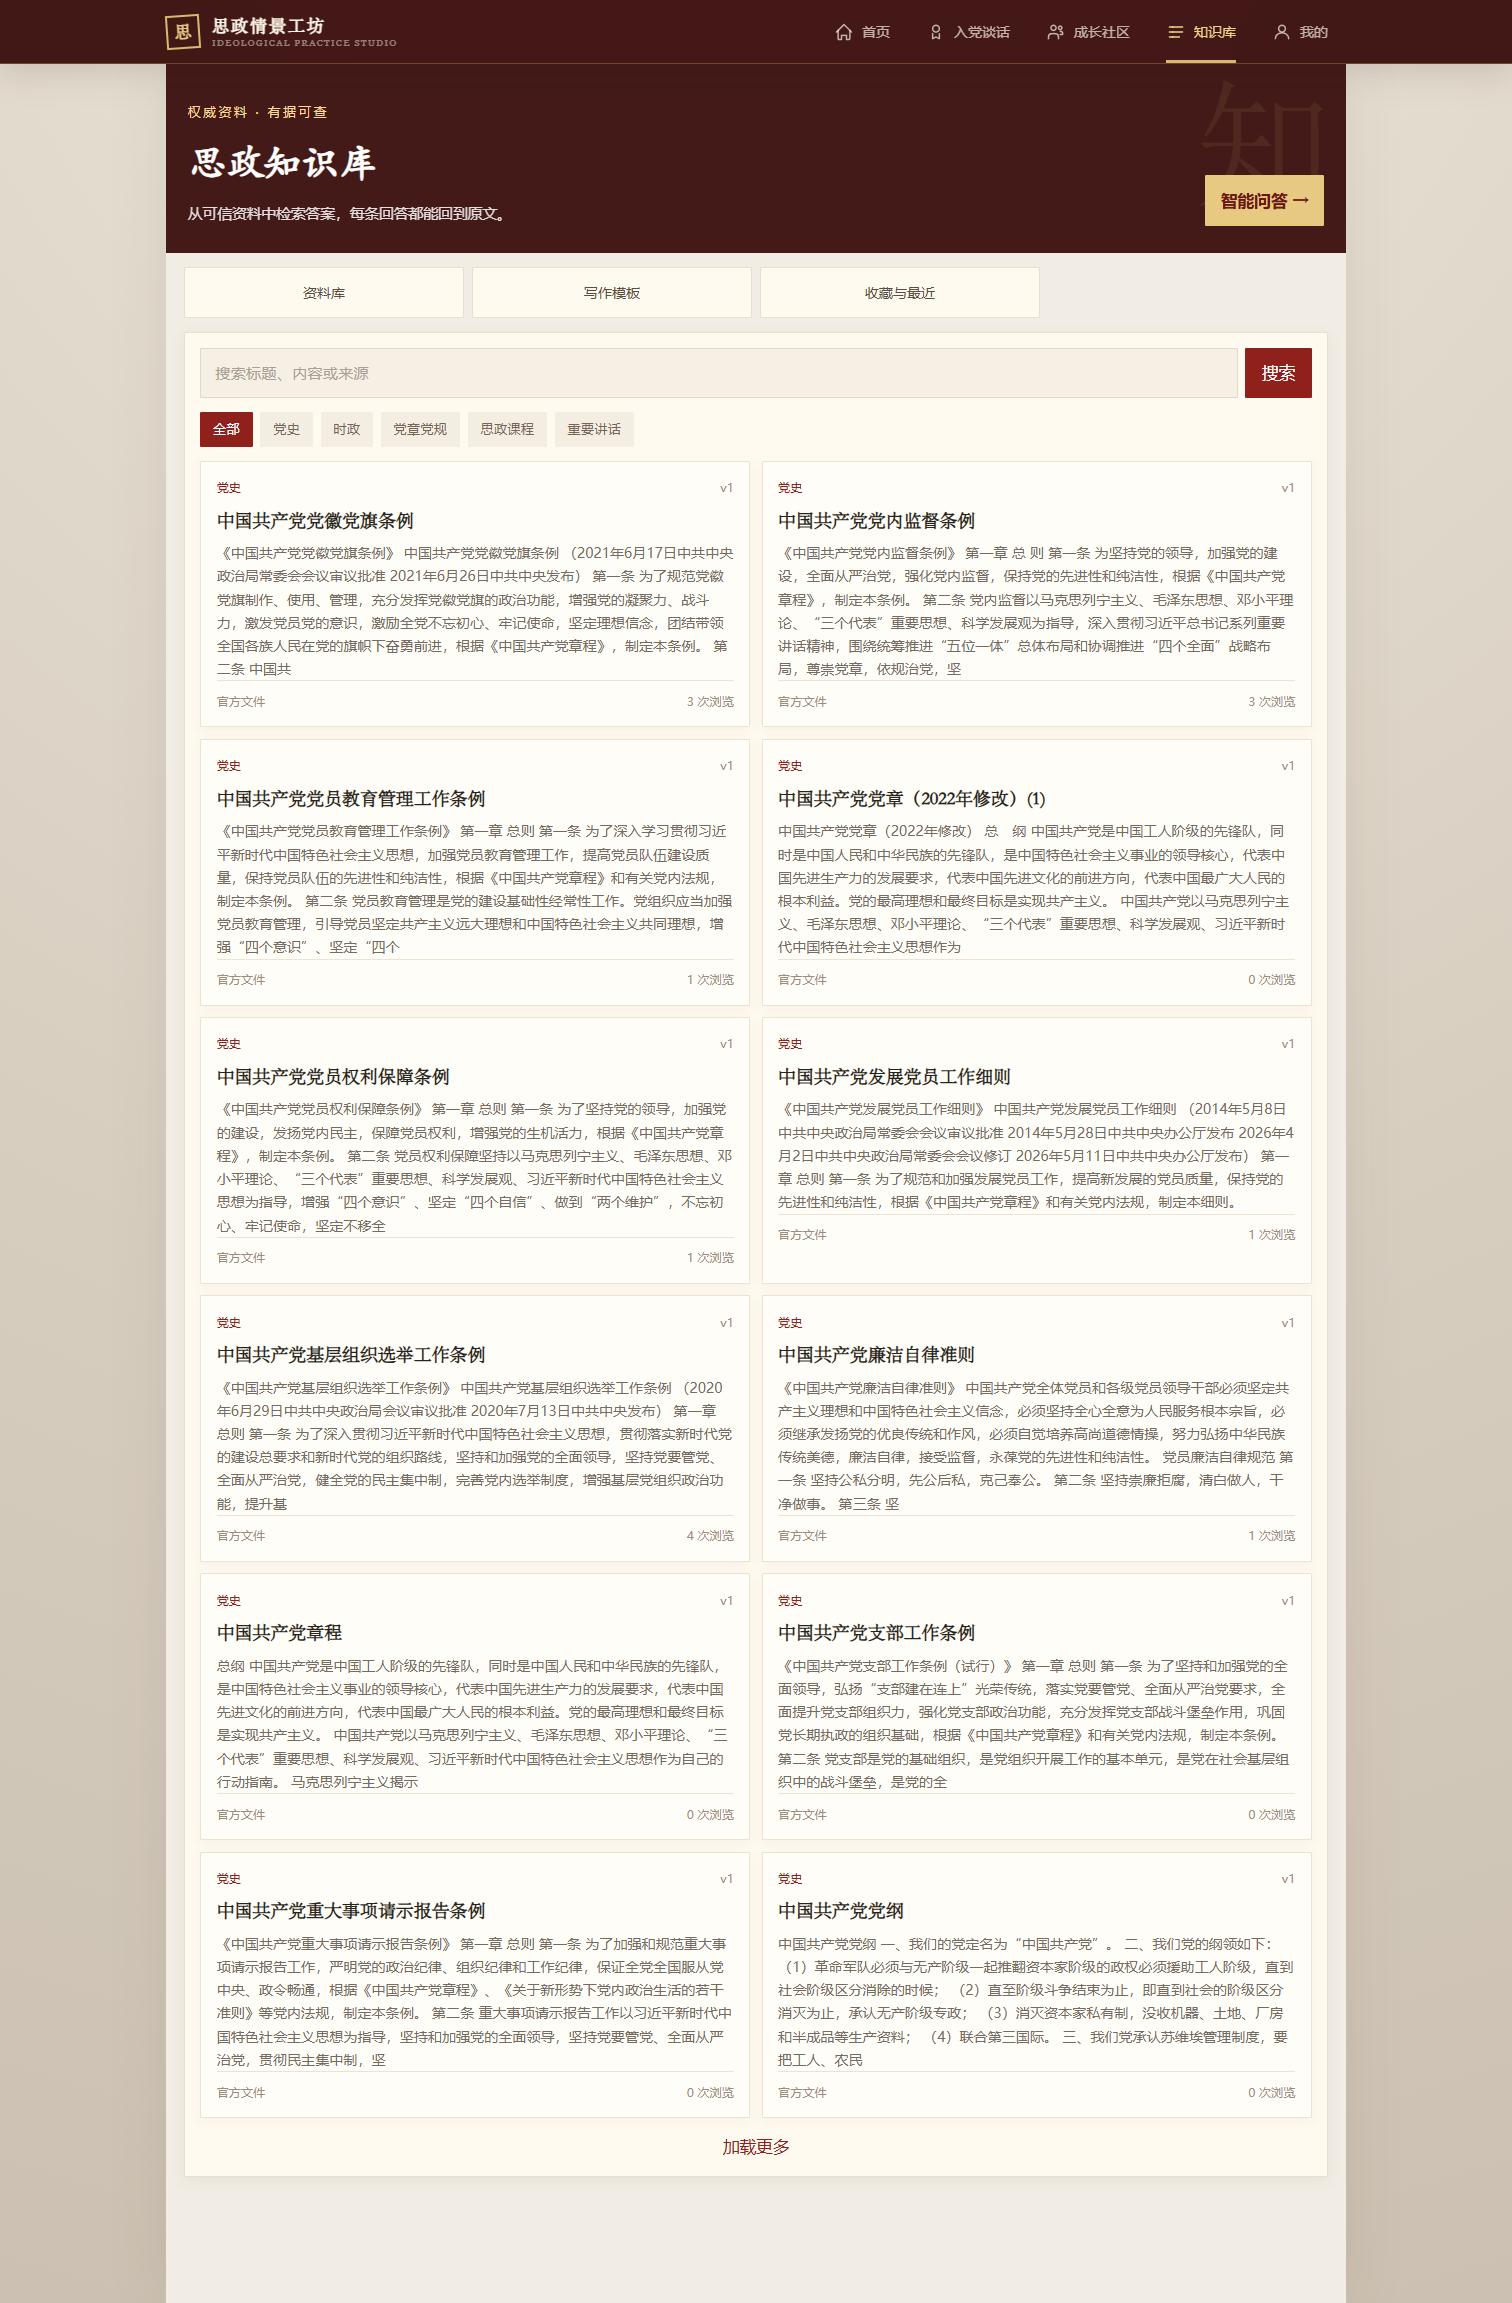 思
思政情景工坊
IDEOLOGICAL PRACTICE STUDIO
首页
入党谈话
成长社区
知识库
我的
权威资料 · 有据可查
思政知识库
从可信资料中检索答案，每条回答都能回到原文。
知
智能问答 →
资料库
写作模板
收藏与最近
搜索标题、内容或来源
搜索
全部
党史
时政
党章党规
思政课程
重要讲话
党史
v1
中国共产党党徽党旗条例
《中国共产党党徽党旗条例》 中国共产党党徽党旗条例 （2021年6月17日中共中央
政治局常委会会议审议批准 2021年6月26日中共中央发布） 第一条 为了规范党徽
党旗制作、使用、管理，充分发挥党徽党旗的政治功能，增强党的凝聚力、战斗
力，激发党员党的意识，激励全党不忘初心、牢记使命，坚定理想信念，团结带领
全国各族人民在党的旗帜下奋勇前进，根据《中国共产党章程》，制定本条例。 第
二条 中国共
官方文件
3 次浏览
党史
v1
中国共产党党内监督条例
《中国共产党党内监督条例》 第一章 总 则 第一条 为坚持党的领导，加强党的建
设，全面从严治党，强化党内监督，保持党的先进性和纯洁性，根据《中国共产党
章程》，制定本条例。 第二条 党内监督以马克思列宁主义、毛泽东思想、邓小平理
论、“三个代表”重要思想、科学发展观为指导，深入贯彻习近平总书记系列重要
讲话精神，围绕统筹推进“五位一体”总体布局和协调推进“四个全面”战略布
局，尊崇党章，依规治党，坚
官方文件
3 次浏览
党史
v1
中国共产党党员教育管理工作条例
《中国共产党党员教育管理工作条例》 第一章 总则 第一条 为了深入学习贯彻习近
平新时代中国特色社会主义思想，加强党员教育管理工作，提高党员队伍建设质
量，保持党员队伍的先进性和纯洁性，根据《中国共产党章程》和有关党内法规，
制定本条例。 第二条 党员教育管理是党的建设基础性经常性工作。党组织应当加强
党员教育管理，引导党员坚定共产主义远大理想和中国特色社会主义共同理想，增
强“四个意识”、坚定“四个
官方文件
1 次浏览
党史
v1
中国共产党党章（2022年修改）(1)
中国共产党党章（2022年修改） 总　纲 中国共产党是中国工人阶级的先锋队，同
时是中国人民和中华民族的先锋队，是中国特色社会主义事业的领导核心，代表中
国先进生产力的发展要求，代表中国先进文化的前进方向，代表中国最广大人民的
根本利益。党的最高理想和最终目标是实现共产主义。 中国共产党以马克思列宁主
义、毛泽东思想、邓小平理论、“三个代表”重要思想、科学发展观、习近平新时
代中国特色社会主义思想作为
官方文件
0 次浏览
党史
v1
中国共产党党员权利保障条例
《中国共产党党员权利保障条例》 第一章 总则 第一条 为了坚持党的领导，加强党
的建设，发扬党内民主，保障党员权利，增强党的生机活力，根据《中国共产党章
程》，制定本条例。 第二条 党员权利保障坚持以马克思列宁主义、毛泽东思想、邓
小平理论、“三个代表”重要思想、科学发展观、习近平新时代中国特色社会主义
思想为指导，增强“四个意识”、坚定“四个自信”、做到“两个维护”，不忘初
心、牢记使命，坚定不移全
官方文件
1 次浏览
党史
v1
中国共产党发展党员工作细则
《中国共产党发展党员工作细则》 中国共产党发展党员工作细则 （2014年5月8日
中共中央政治局常委会会议审议批准 2014年5月28日中共中央办公厅发布 2026年4
月2日中共中央政治局常委会会议修订 2026年5月11日中共中央办公厅发布） 第一
章 总则 第一条 为了规范和加强发展党员工作，提高新发展的党员质量，保持党的
先进性和纯洁性，根据《中国共产党章程》和有关党内法规，制定本细则。
官方文件
1 次浏览
党史
v1
中国共产党基层组织选举工作条例
《中国共产党基层组织选举工作条例》 中国共产党基层组织选举工作条例 （2020
年6月29日中共中央政治局会议审议批准 2020年7月13日中共中央发布） 第一章
总则 第一条 为了深入贯彻习近平新时代中国特色社会主义思想，贯彻落实新时代党
的建设总要求和新时代党的组织路线，坚持和加强党的全面领导，坚持党要管党、
全面从严治党，健全党的民主集中制，完善党内选举制度，增强基层党组织政治功
能，提升基
官方文件
4 次浏览
党史
v1
中国共产党廉洁自律准则
《中国共产党廉洁自律准则》 中国共产党全体党员和各级党员领导干部必须坚定共
产主义理想和中国特色社会主义信念，必须坚持全心全意为人民服务根本宗旨，必
须继承发扬党的优良传统和作风，必须自觉培养高尚道德情操，努力弘扬中华民族
传统美德，廉洁自律，接受监督，永葆党的先进性和纯洁性。 党员廉洁自律规范 第
一条 坚持公私分明，先公后私，克己奉公。 第二条 坚持崇廉拒腐，清白做人，干
净做事。 第三条 坚
官方文件
1 次浏览
党史
v1
中国共产党章程
总纲 中国共产党是中国工人阶级的先锋队，同时是中国人民和中华民族的先锋队，
是中国特色社会主义事业的领导核心，代表中国先进生产力的发展要求，代表中国
先进文化的前进方向，代表中国最广大人民的根本利益。党的最高理想和最终目标
是实现共产主义。 中国共产党以马克思列宁主义、毛泽东思想、邓小平理论、“三
个代表”重要思想、科学发展观、习近平新时代中国特色社会主义思想作为自己的
行动指南。 马克思列宁主义揭示
官方文件
0 次浏览
党史
v1
中国共产党支部工作条例
《中国共产党支部工作条例（试行）》 第一章 总则 第一条 为了坚持和加强党的全
面领导，弘扬“支部建在连上”光荣传统，落实党要管党、全面从严治党要求，全
面提升党支部组织力，强化党支部政治功能，充分发挥党支部战斗堡垒作用，巩固
党长期执政的组织基础，根据《中国共产党章程》和有关党内法规，制定本条例。
第二条 党支部是党的基础组织，是党组织开展工作的基本单元，是党在社会基层组
织中的战斗堡垒，是党的全
官方文件
0 次浏览
党史
v1
中国共产党重大事项请示报告条例
《中国共产党重大事项请示报告条例》 第一章 总则 第一条 为了加强和规范重大事
项请示报告工作，严明党的政治纪律、组织纪律和工作纪律，保证全党全国服从党
中央、政令畅通，根据《中国共产党章程》、《关于新形势下党内政治生活的若干
准则》等党内法规，制定本条例。 第二条 重大事项请示报告工作以习近平新时代中
国特色社会主义思想为指导，坚持和加强党的全面领导，坚持党要管党、全面从严
治党，贯彻民主集中制，坚
官方文件
0 次浏览
党史
v1
中国共产党党纲
中国共产党党纲 一、我们的党定名为“中国共产党”。 二、我们党的纲领如下：
（1）革命军队必须与无产阶级一起推翻资本家阶级的政权必须援助工人阶级，直到
社会阶级区分消除的时候； （2）直至阶级斗争结束为止，即直到社会的阶级区分
消灭为止，承认无产阶级专政； （3）消灭资本家私有制，没收机器、土地、厂房
和半成品等生产资料； （4）联合第三国际。 三、我们党承认苏维埃管理制度，要
把工人、农民
官方文件
0 次浏览
加载更多